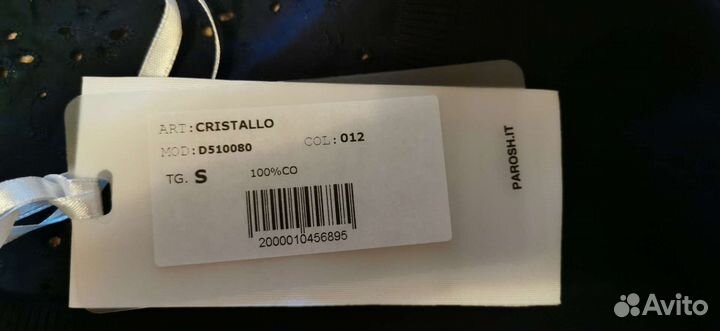 ART:CRISTALLO
MOD:D510080 COL:012
TG. S 100%CO
2000010456895
PAROSH.IT
Avito